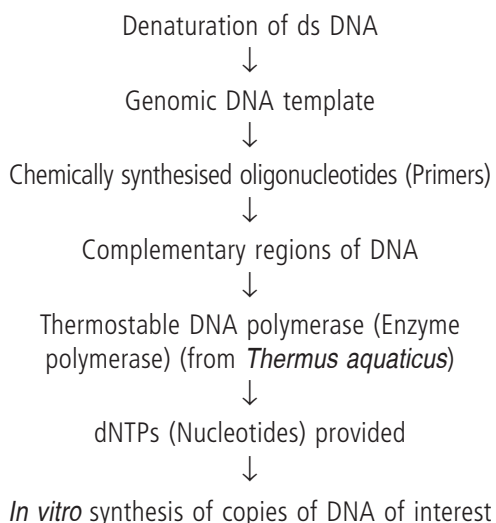 Denaturation of ds DNA
↓
Genomic DNA template
↓
Chemically synthesised oligonucleotides (Primers)
↓
Complementary regions of DNA
↓
Thermostable DNA polymerase (Enzyme
polymerase) (from Thermus aquaticus)
↓
dNTPs (Nucleotides) provided
↓
In vitro synthesis of copies of DNA of interest